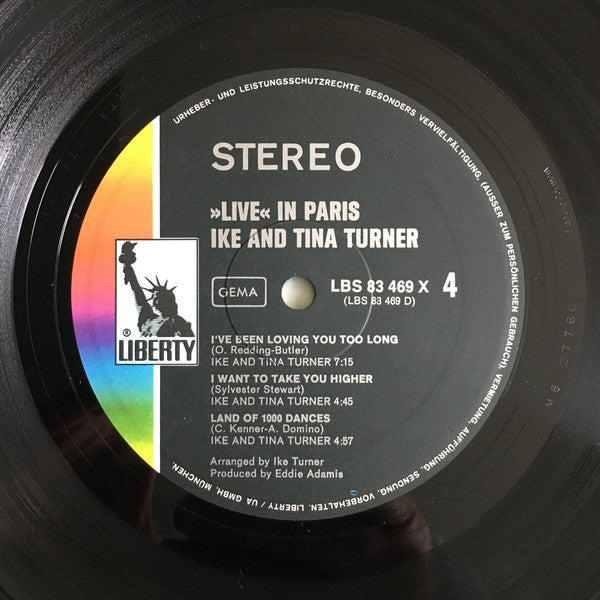 URHEBER- UND LEISTUNGSSCHUTZRECHTE, BESONDERS VERVIELFÄLTIGUNG, (AUSSER ZUM PERSÖNLICHEN GEBRAUCH), VERMIETUNG, AUFFÜHRUNG, SENDUNG, VORBEHALTEN. LIBERTY / UA GMBH, MÜNCHEN.
STEREO
»LIVE« IN PARIS
IKE AND TINA TURNER
GEMA
LBS 83 469 X 4
(LBS 83 469 D)
® LIBERTY
I'VE BEEN LOVING YOU TOO LONG
(O. Redding-Butler)
IKE AND TINA TURNER 7:15
I WANT TO TAKE YOU HIGHER
(Sylvester Stewart)
IKE AND TINA TURNER 4:45
LAND OF 1000 DANCES
(C. Kenner-A. Domino)
IKE AND TINA TURNER 4:57
Arranged by Ike Turner
Produced by Eddie Adamis